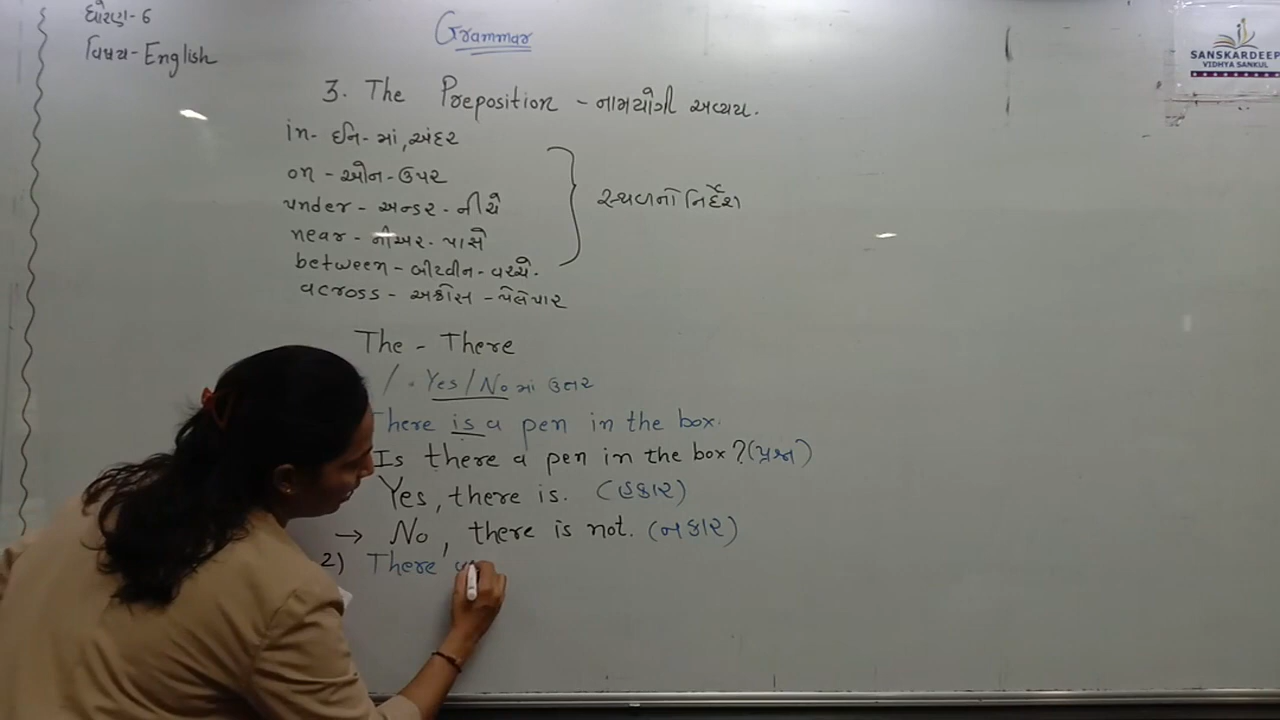 ધોરણ-6
વિષય-English
Grammar
SANSKARDEEP
VIDHYA SANKUL
3. The Preposition - નામયોગી અવ્યય.
in- ઈન- માં, અંદર
on - ઓન-ઉપર
under - અન્ડર - નીચે
near - નીઅર- પાસે
between - બીટવીન - વચ્ચે.
સ્થળનો નિર્દેશ
across - અક્રોસ - પેલેપાર
The - There
Yes/No માં ઉત્તર
There is a pen in the box.
Is there a pen in the box? (પ્રશ્ન)
Yes, there is. (હકાર)
→ No, there is not. (નકાર)
2) There